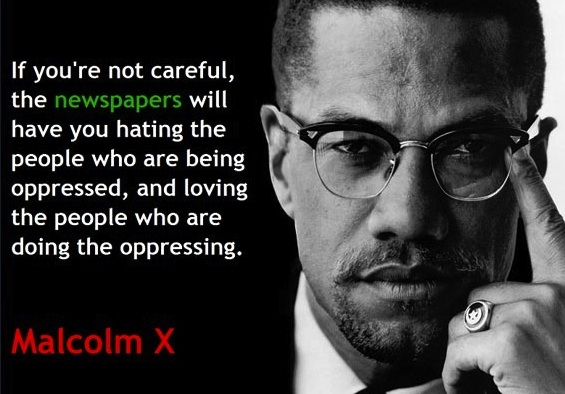 If you're not careful,
the newspapers will
have you hating the
people who are being
oppressed, and loving
the people who are
doing the oppressing.
Malcolm X